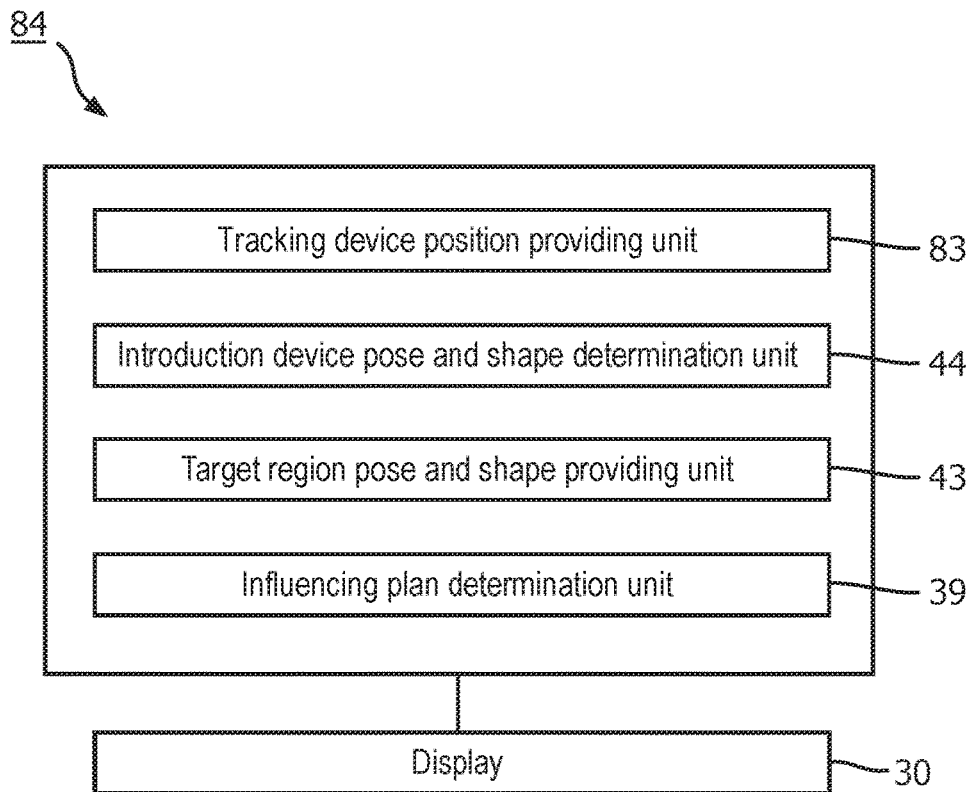 84
Tracking device position providing unit
83
Introduction device pose and shape determination unit
44
Target region pose and shape providing unit
43
Influencing plan determination unit
39
Display
30